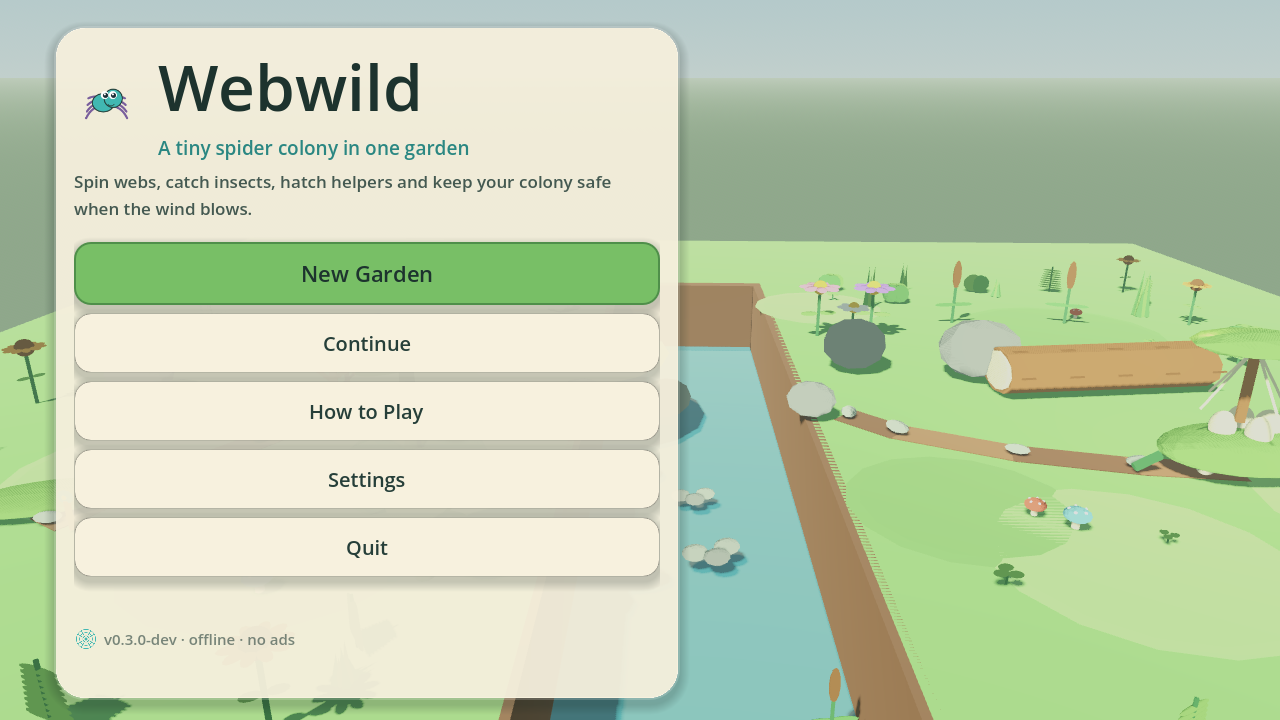 Webwild
A tiny spider colony in one garden
Spin webs, catch insects, hatch helpers and keep your colony safe
when the wind blows.
New Garden
Continue
How to Play
Settings
Quit
v0.3.0-dev · offline · no ads